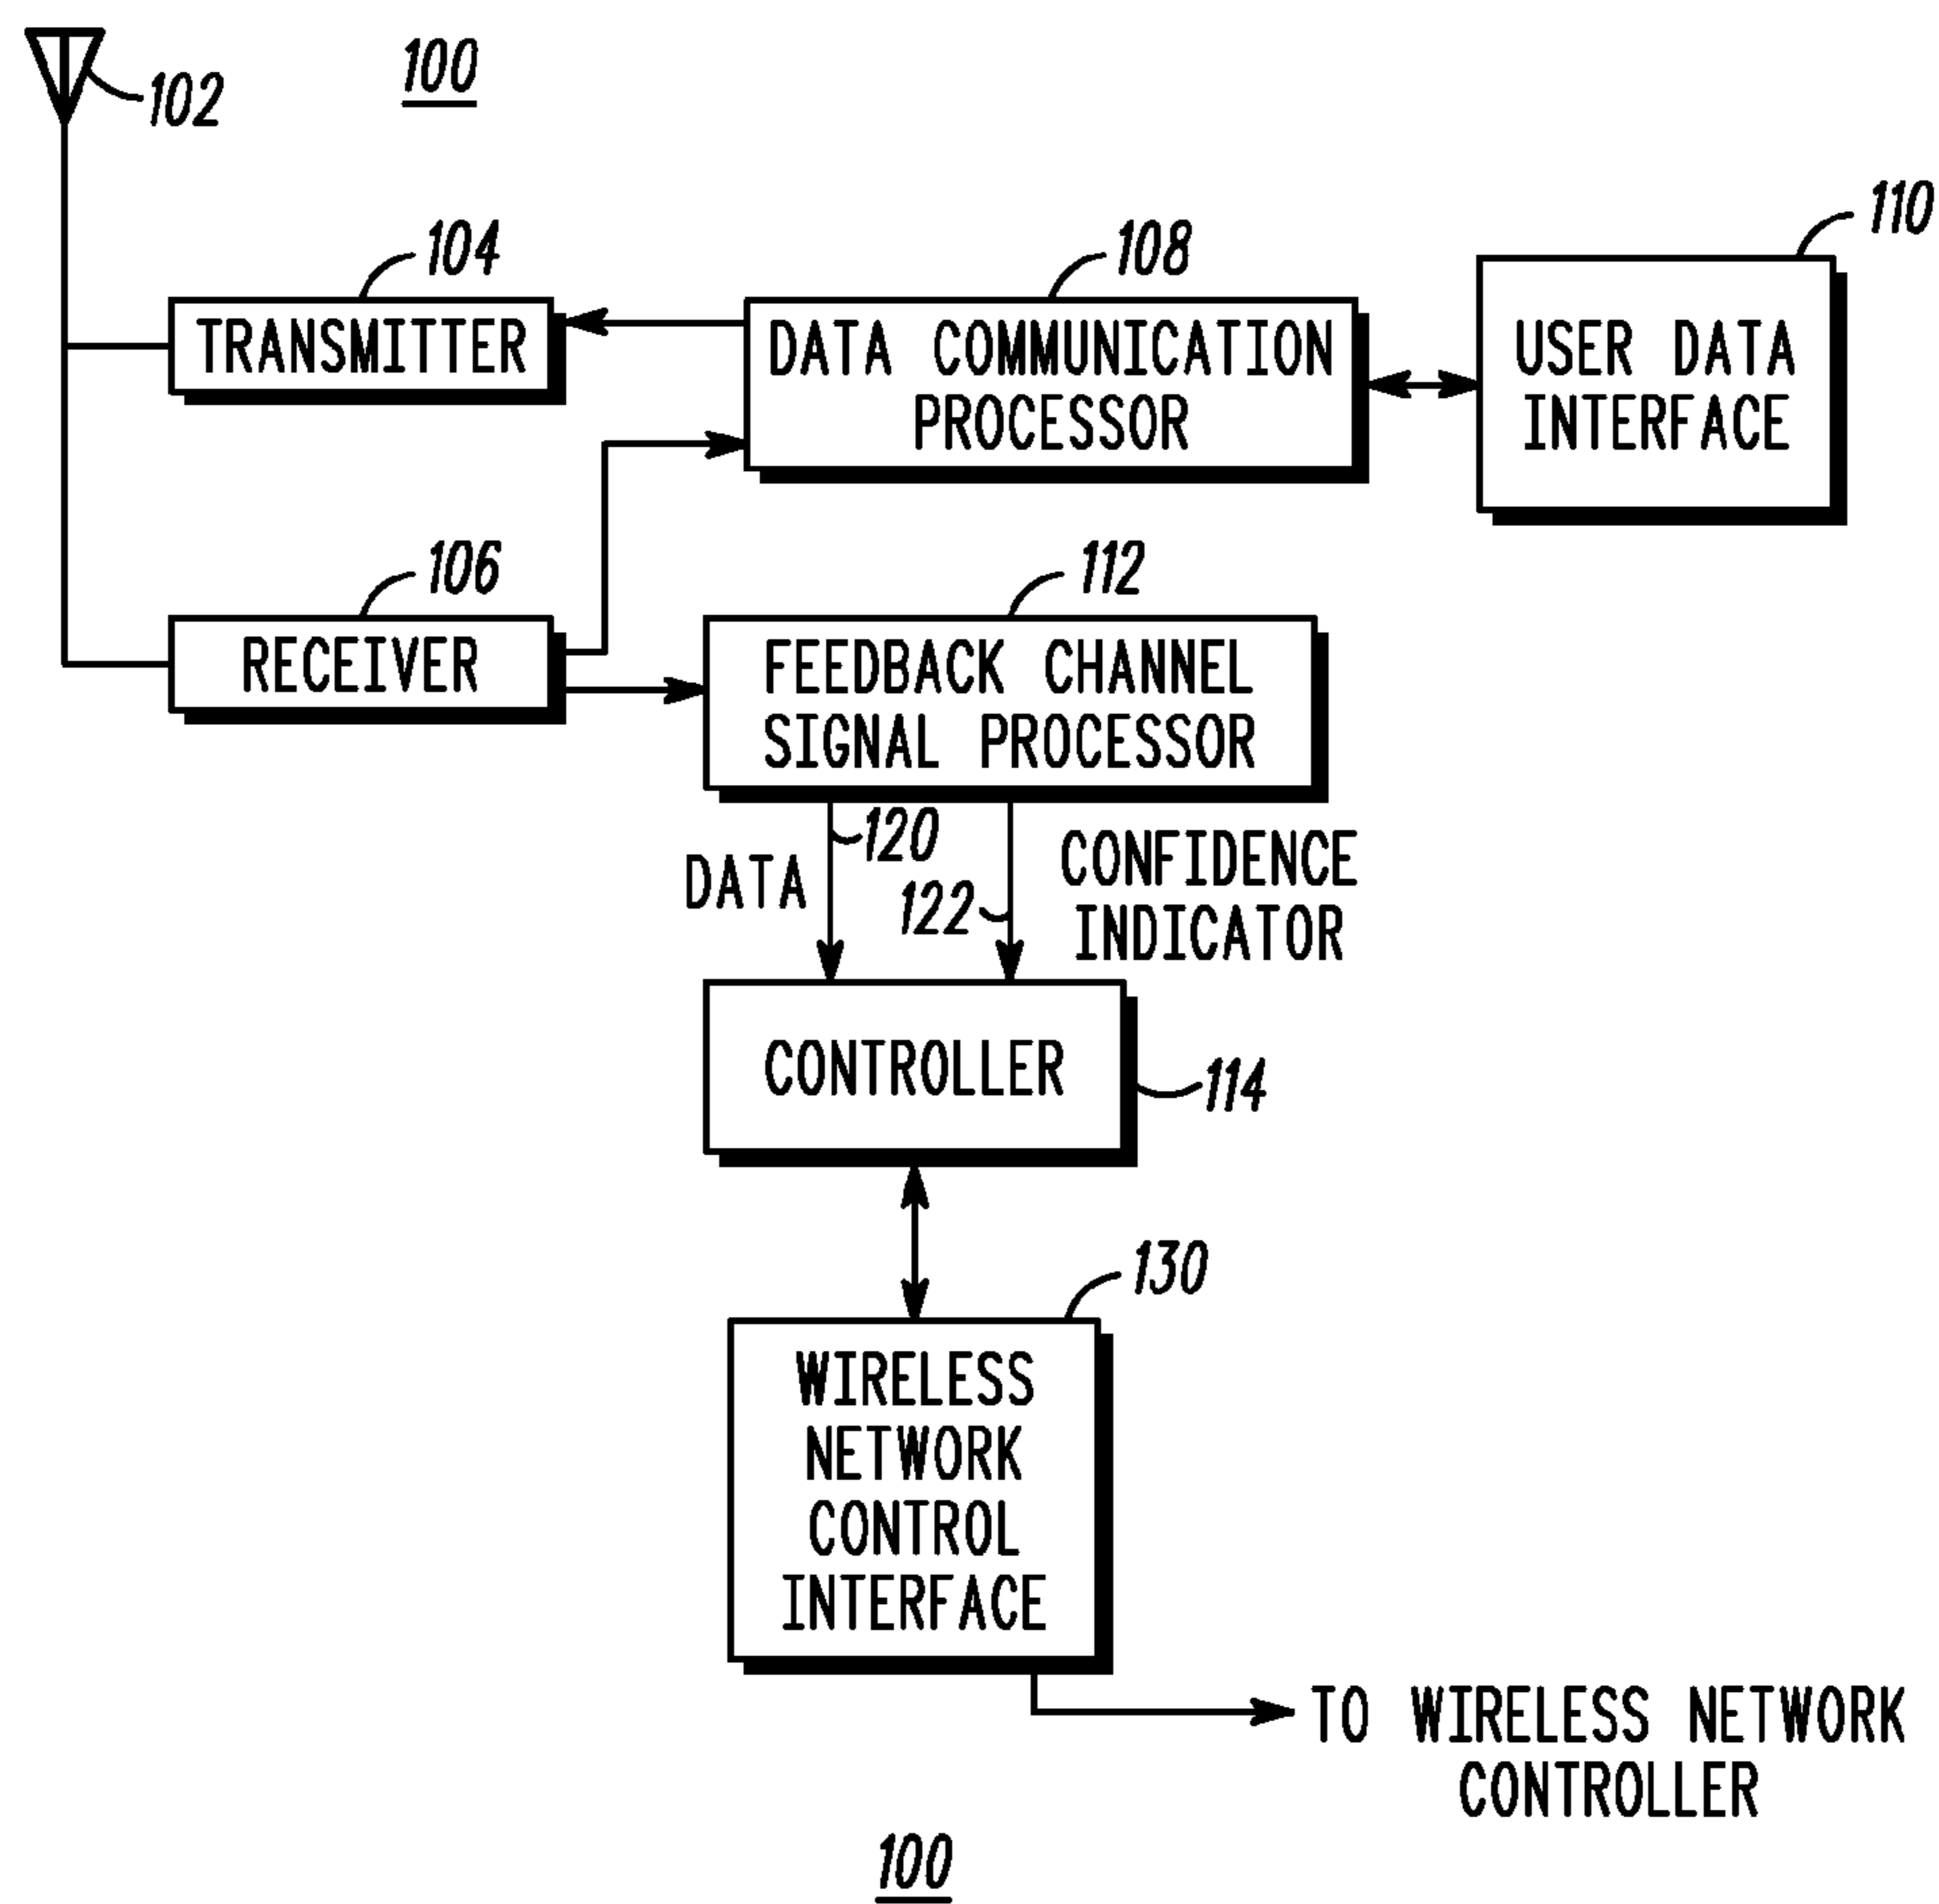 100
102
110
104
108
TRANSMITTER
DATA COMMUNICATION
PROCESSOR
USER DATA
INTERFACE
106
112
RECEIVER
FEEDBACK CHANNEL
SIGNAL PROCESSOR
120
DATA
122
CONFIDENCE
INDICATOR
CONTROLLER
114
130
WIRELESS
NETWORK
CONTROL
INTERFACE
TO WIRELESS NETWORK
CONTROLLER
100